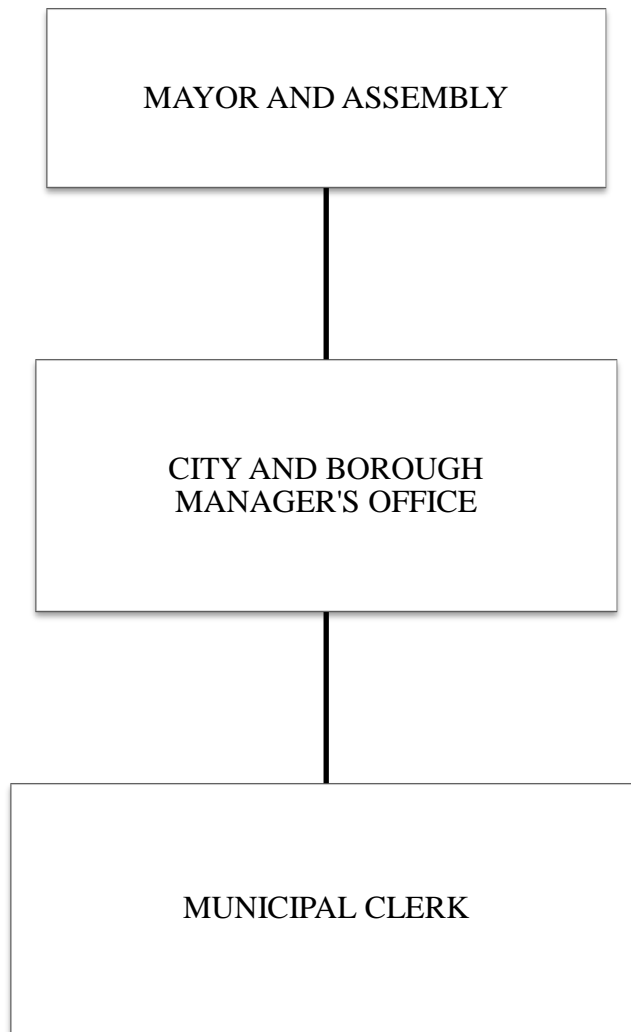 MAYOR AND ASSEMBLY
CITY AND BOROUGH
MANAGER'S OFFICE
MUNICIPAL CLERK